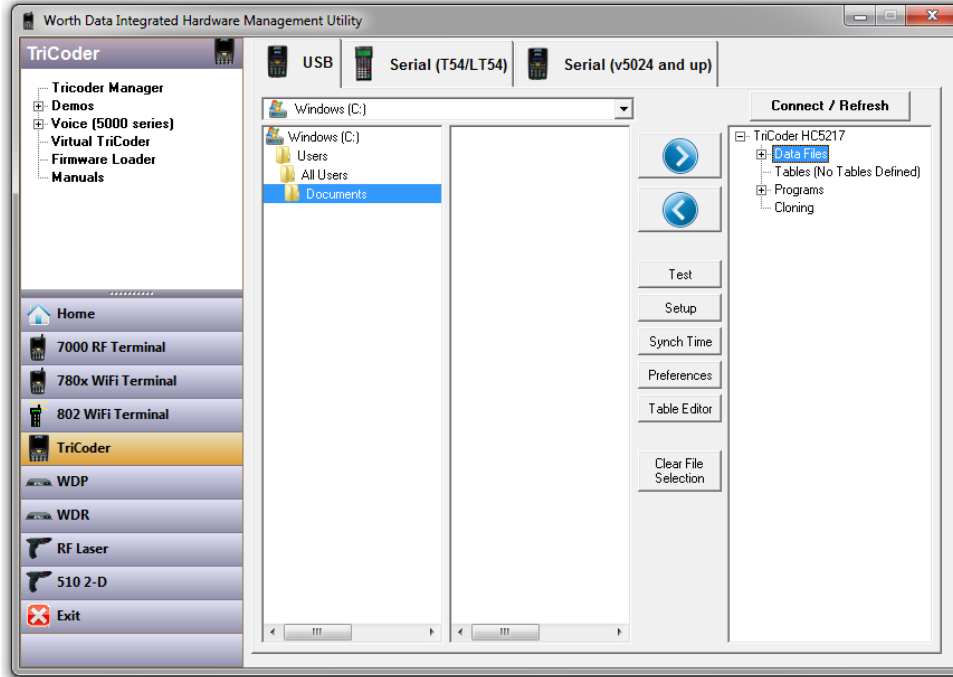 Worth Data Integrated Hardware Management Utility
TriCoder
Tricoder Manager
Demos
Voice (5000 series)
Virtual TriCoder
Firmware Loader
Manuals
Home
7000 RF Terminal
780x WiFi Terminal
802 WiFi Terminal
TriCoder
WDP
WDR
RF Laser
510 2-D
Exit
USB
Serial (T54/LT54)
Serial (v5024 and up)
Windows (C:)
Windows (C:)
Users
All Users
Documents
Test
Setup
Synch Time
Preferences
Table Editor
Clear File
Selection
Connect / Refresh
TriCoder HC5217
Data Files
Tables (No Tables Defined)
Programs
Cloning